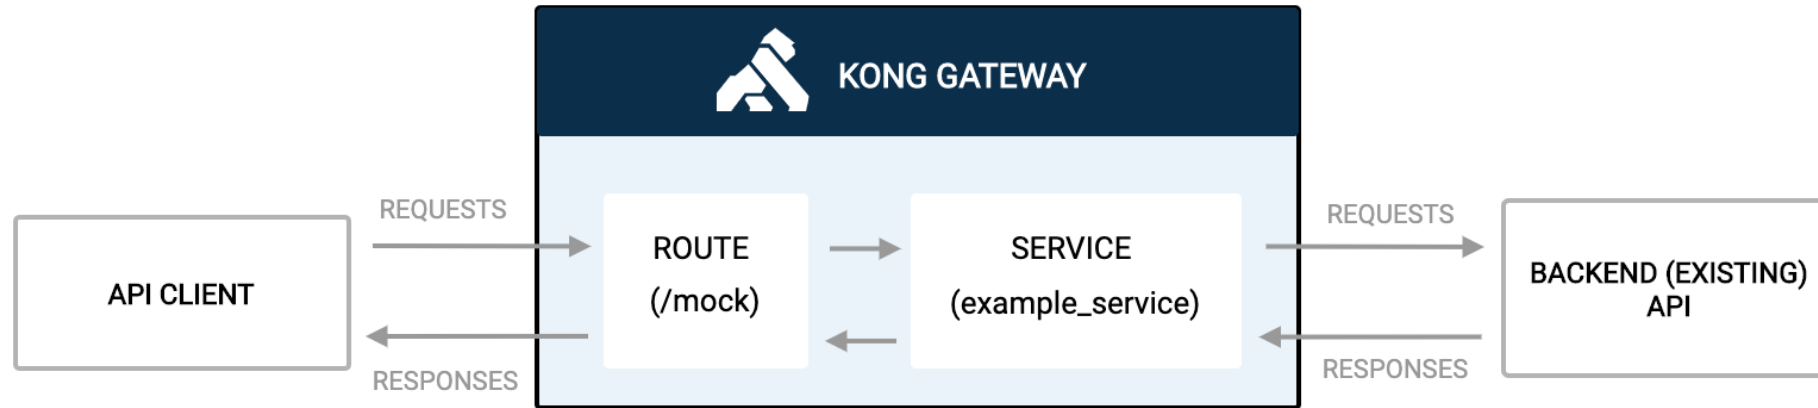 KONG GATEWAY
API CLIENT
REQUESTS
RESPONSES
ROUTE
(/mock)
SERVICE
(example_service)
REQUESTS
RESPONSES
BACKEND (EXISTING)
API